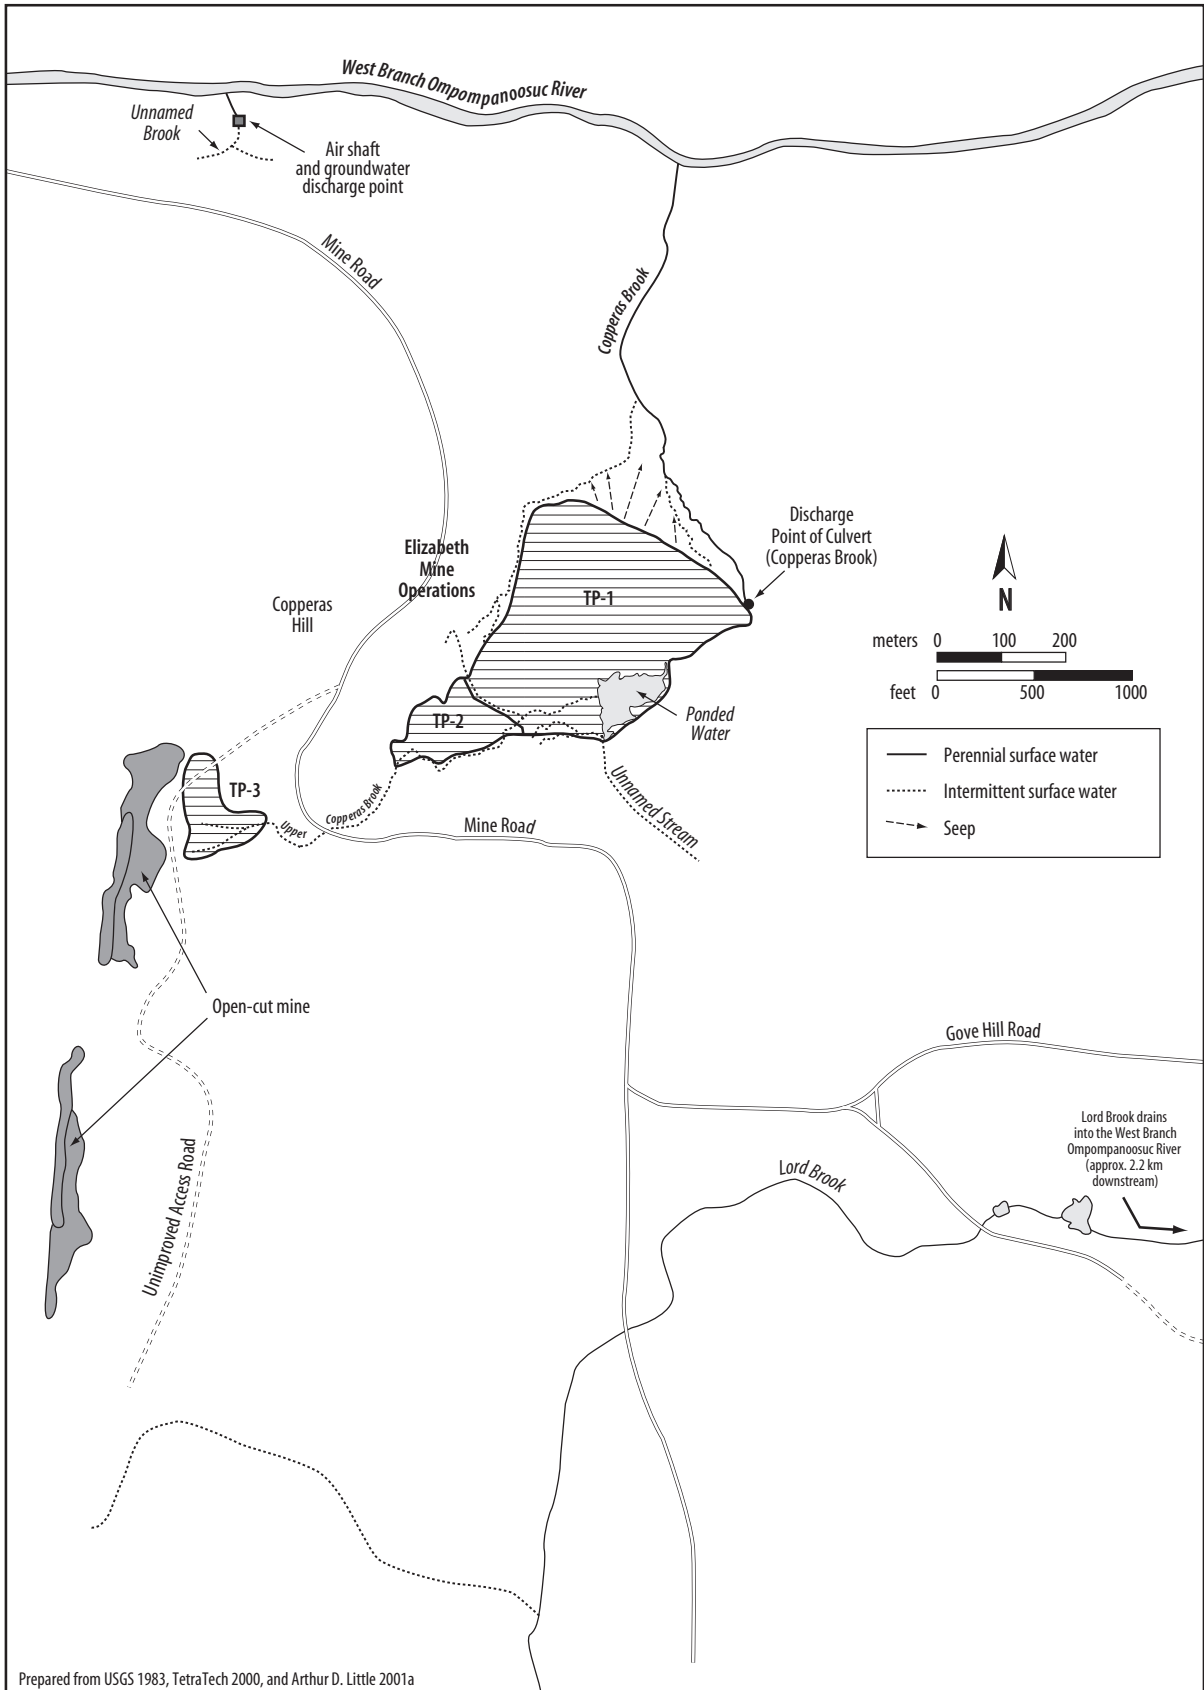 West Branch Ompompanoosuc River
Unnamed
Brook
Air shaft
and groundwater
discharge point
Mine Road
Copperas Brook
Discharge
Point of Culvert
(Copperas Brook)
Elizabeth
Mine
Operations
TP-1
Copperas
Hill
N
meters 0 100 200
feet 0 500 1000
TP-2
Ponded
Water
Perennial surface water
Intermittent surface water
Seep
TP-3
Upper Copperas Brook
Mine Road
Unnamed Stream
Open-cut mine
Gove Hill Road
Lord Brook drains
into the West Branch
Ompompanoosuc River
(approx. 2.2 km
downstream)
Lord Brook
Unimproved Access Road
Prepared from USGS 1983, TetraTech 2000, and Arthur D. Little 2001a